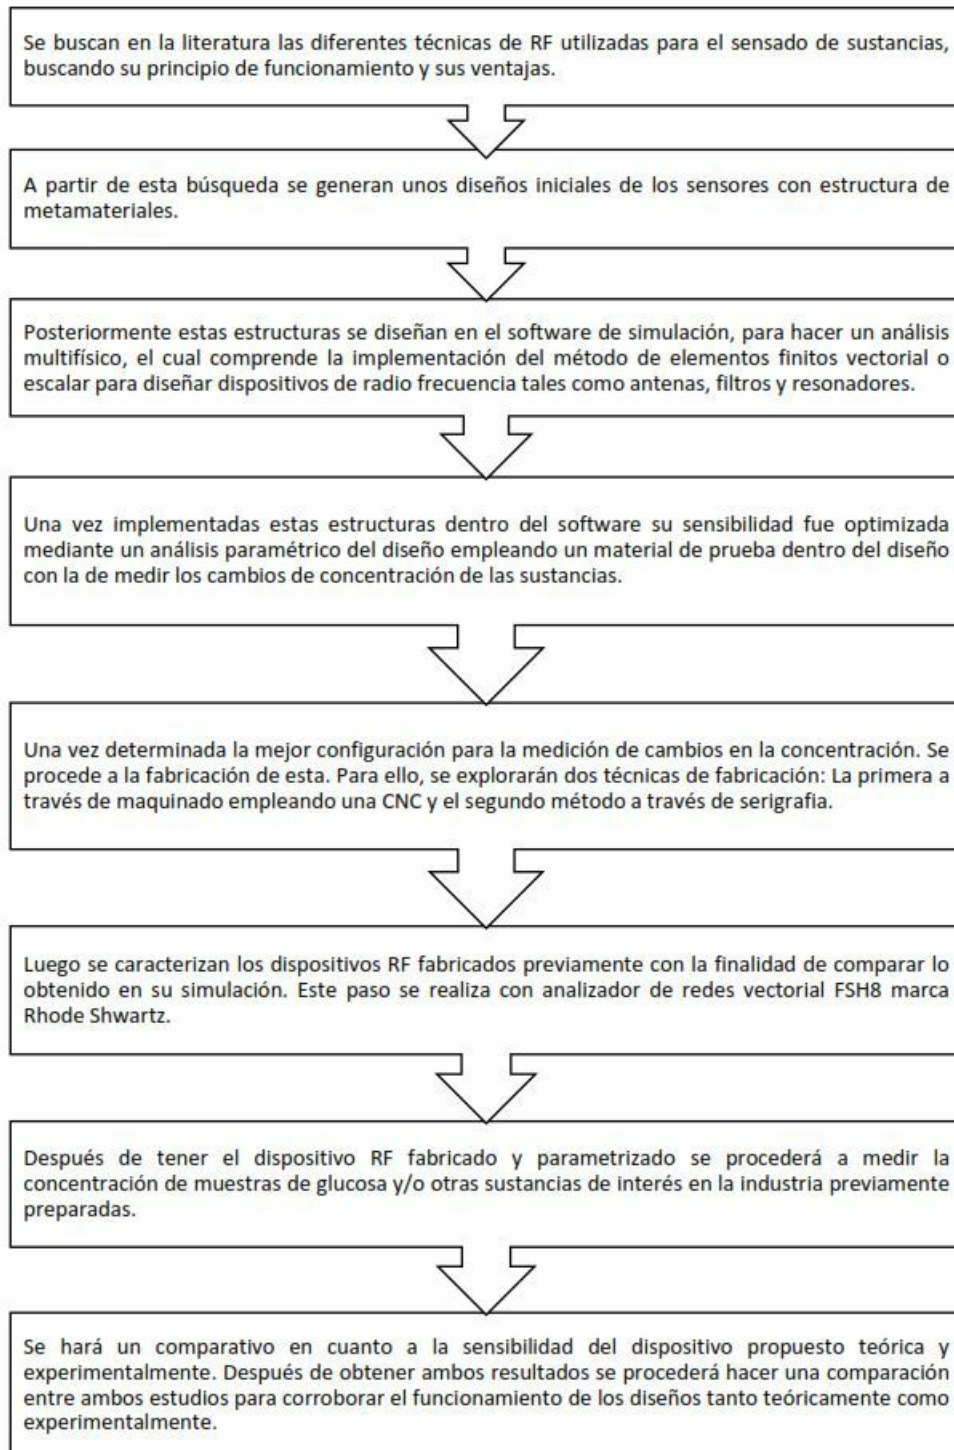 Se buscan en la literatura las diferentes técnicas de RF utilizadas para el sensado de sustancias,
buscando su principio de funcionamiento y sus ventajas.
A partir de esta búsqueda se generan unos diseños iniciales de los sensores con estructura de
metamateriales.
Posteriormente estas estructuras se diseñan en el software de simulación, para hacer un análisis
multifísico, el cual comprende la implementación del método de elementos finitos vectorial o
escalar para diseñar dispositivos de radio frecuencia tales como antenas, filtros y resonadores.
Una vez implementadas estas estructuras dentro del software su sensibilidad fue optimizada
mediante un análisis paramétrico del diseño empleando un material de prueba dentro del diseño
con la de medir los cambios de concentración de las sustancias.
Una vez determinada la mejor configuración para la medición de cambios en la concentración. Se
procede a la fabricación de esta. Para ello, se explorarán dos técnicas de fabricación: La primera a
través de maquinado empleando una CNC y el segundo método a través de serigrafia.
Luego se caracterizan los dispositivos RF fabricados previamente con la finalidad de comparar lo
obtenido en su simulación. Este paso se realiza con analizador de redes vectorial FSH8 marca
Rhode Shwartz.
Después de tener el dispositivo RF fabricado y parametrizado se procederá a medir la
concentración de muestras de glucosa y/o otras sustancias de interés en la industria previamente
preparadas.
Se hará un comparativo en cuanto a la sensibilidad del dispositivo propuesto teórica y
experimentalmente. Después de obtener ambos resultados se procederá hacer una comparación
entre ambos estudios para corroborar el funcionamiento de los diseños tanto teóricamente como
experimentalmente.